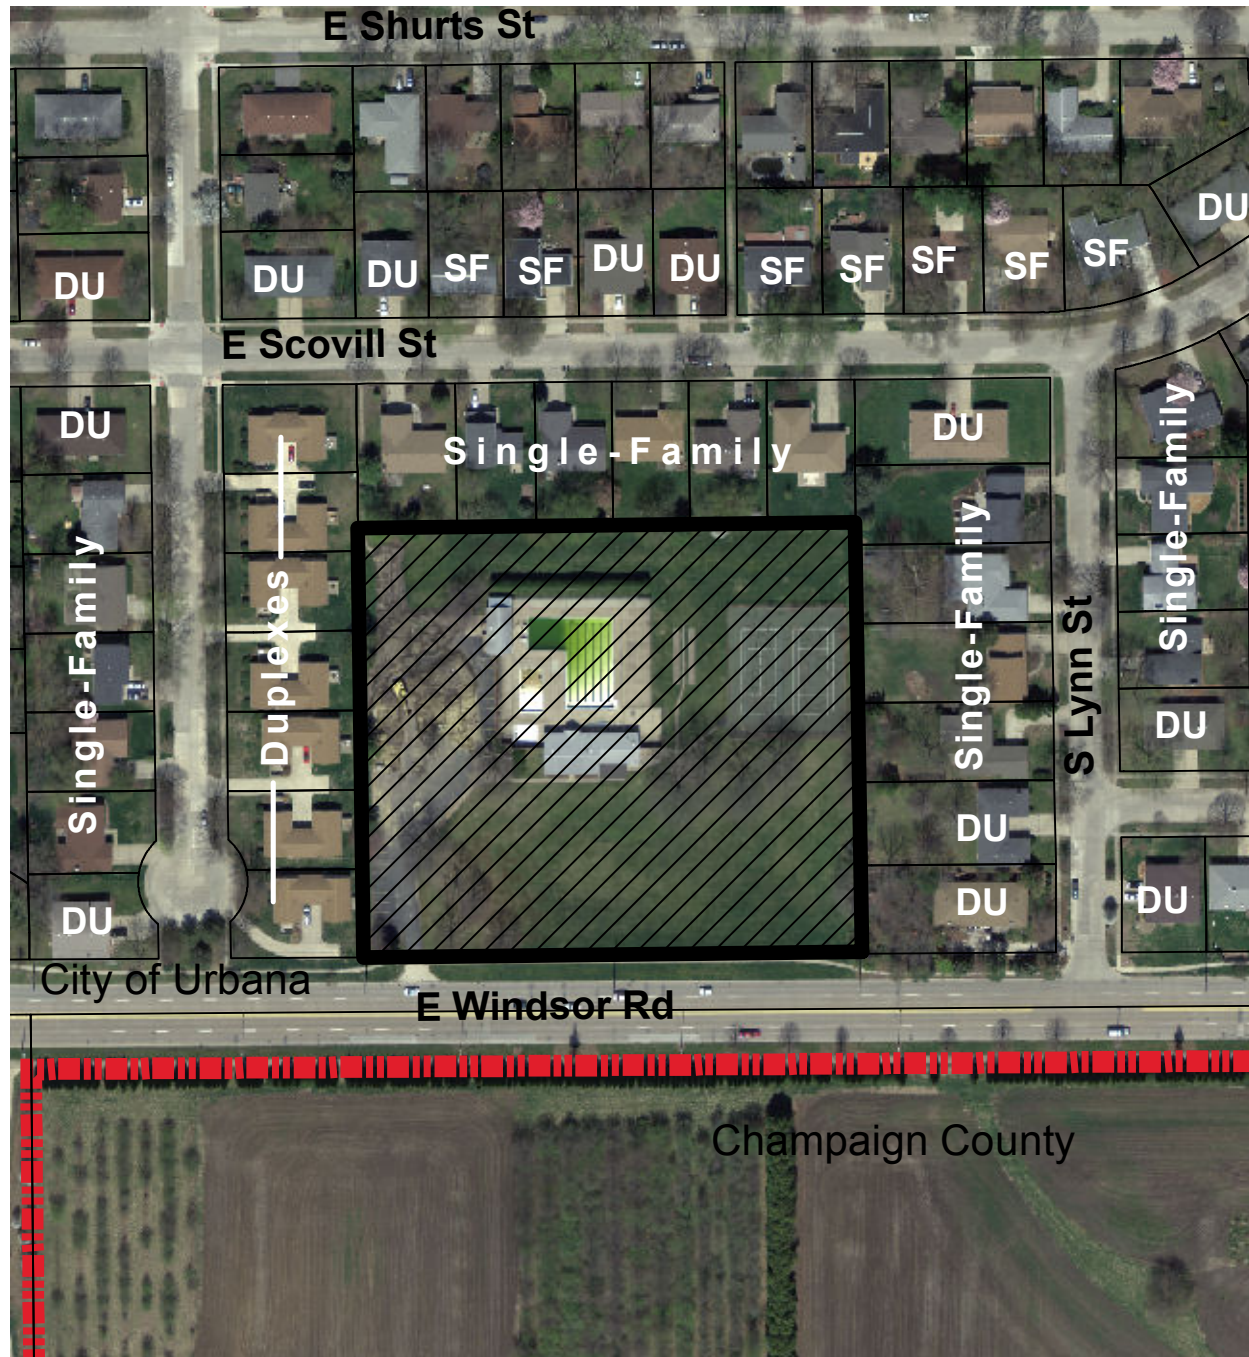 E Shurts St
DU
DU
DU
DU
SF
SF
DU
DU
SF
SF
SF
SF
SF
E Scovill St
DU
Single-Family
DU
Single-Family
Duplexes
Single-Family
Single-Family
S Lynn St
DU
DU
DU
DU
DU
City of Urbana
E Windsor Rd
Champaign County